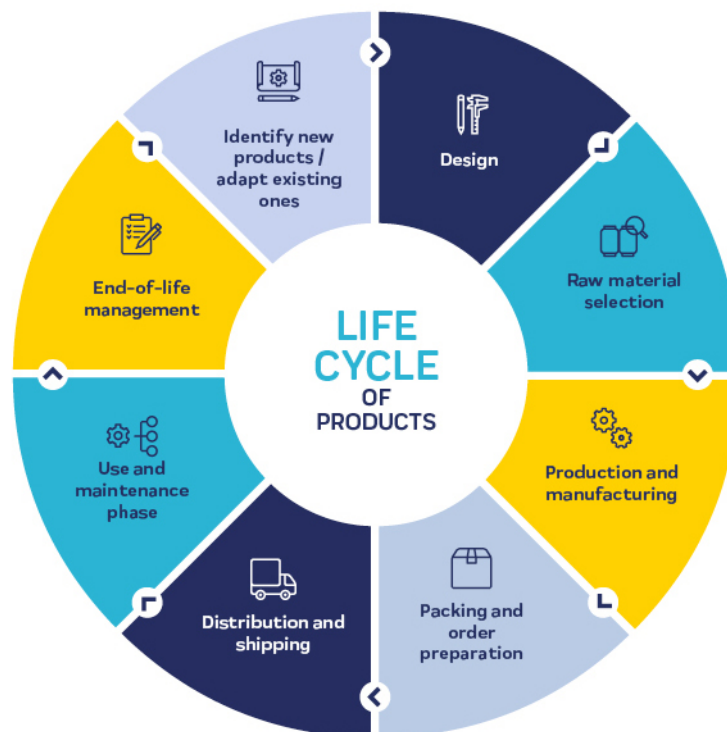 LIFE
CYCLE
OF
PRODUCTS
Design
Raw material
selection
Production and
manufacturing
Packing and
order
preparation
Distribution and
shipping
Use and
maintenance
phase
End-of-life
management
Identify new
products /
adapt existing
ones